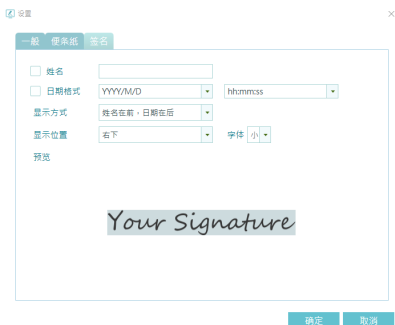 设置
一般 便条纸 签名
姓名
日期格式 YYYY/M/D hh:mm:ss
显示方式 姓名在前，日期在后
显示位置 右下 字体 小
预览
Your Signature
确定 取消